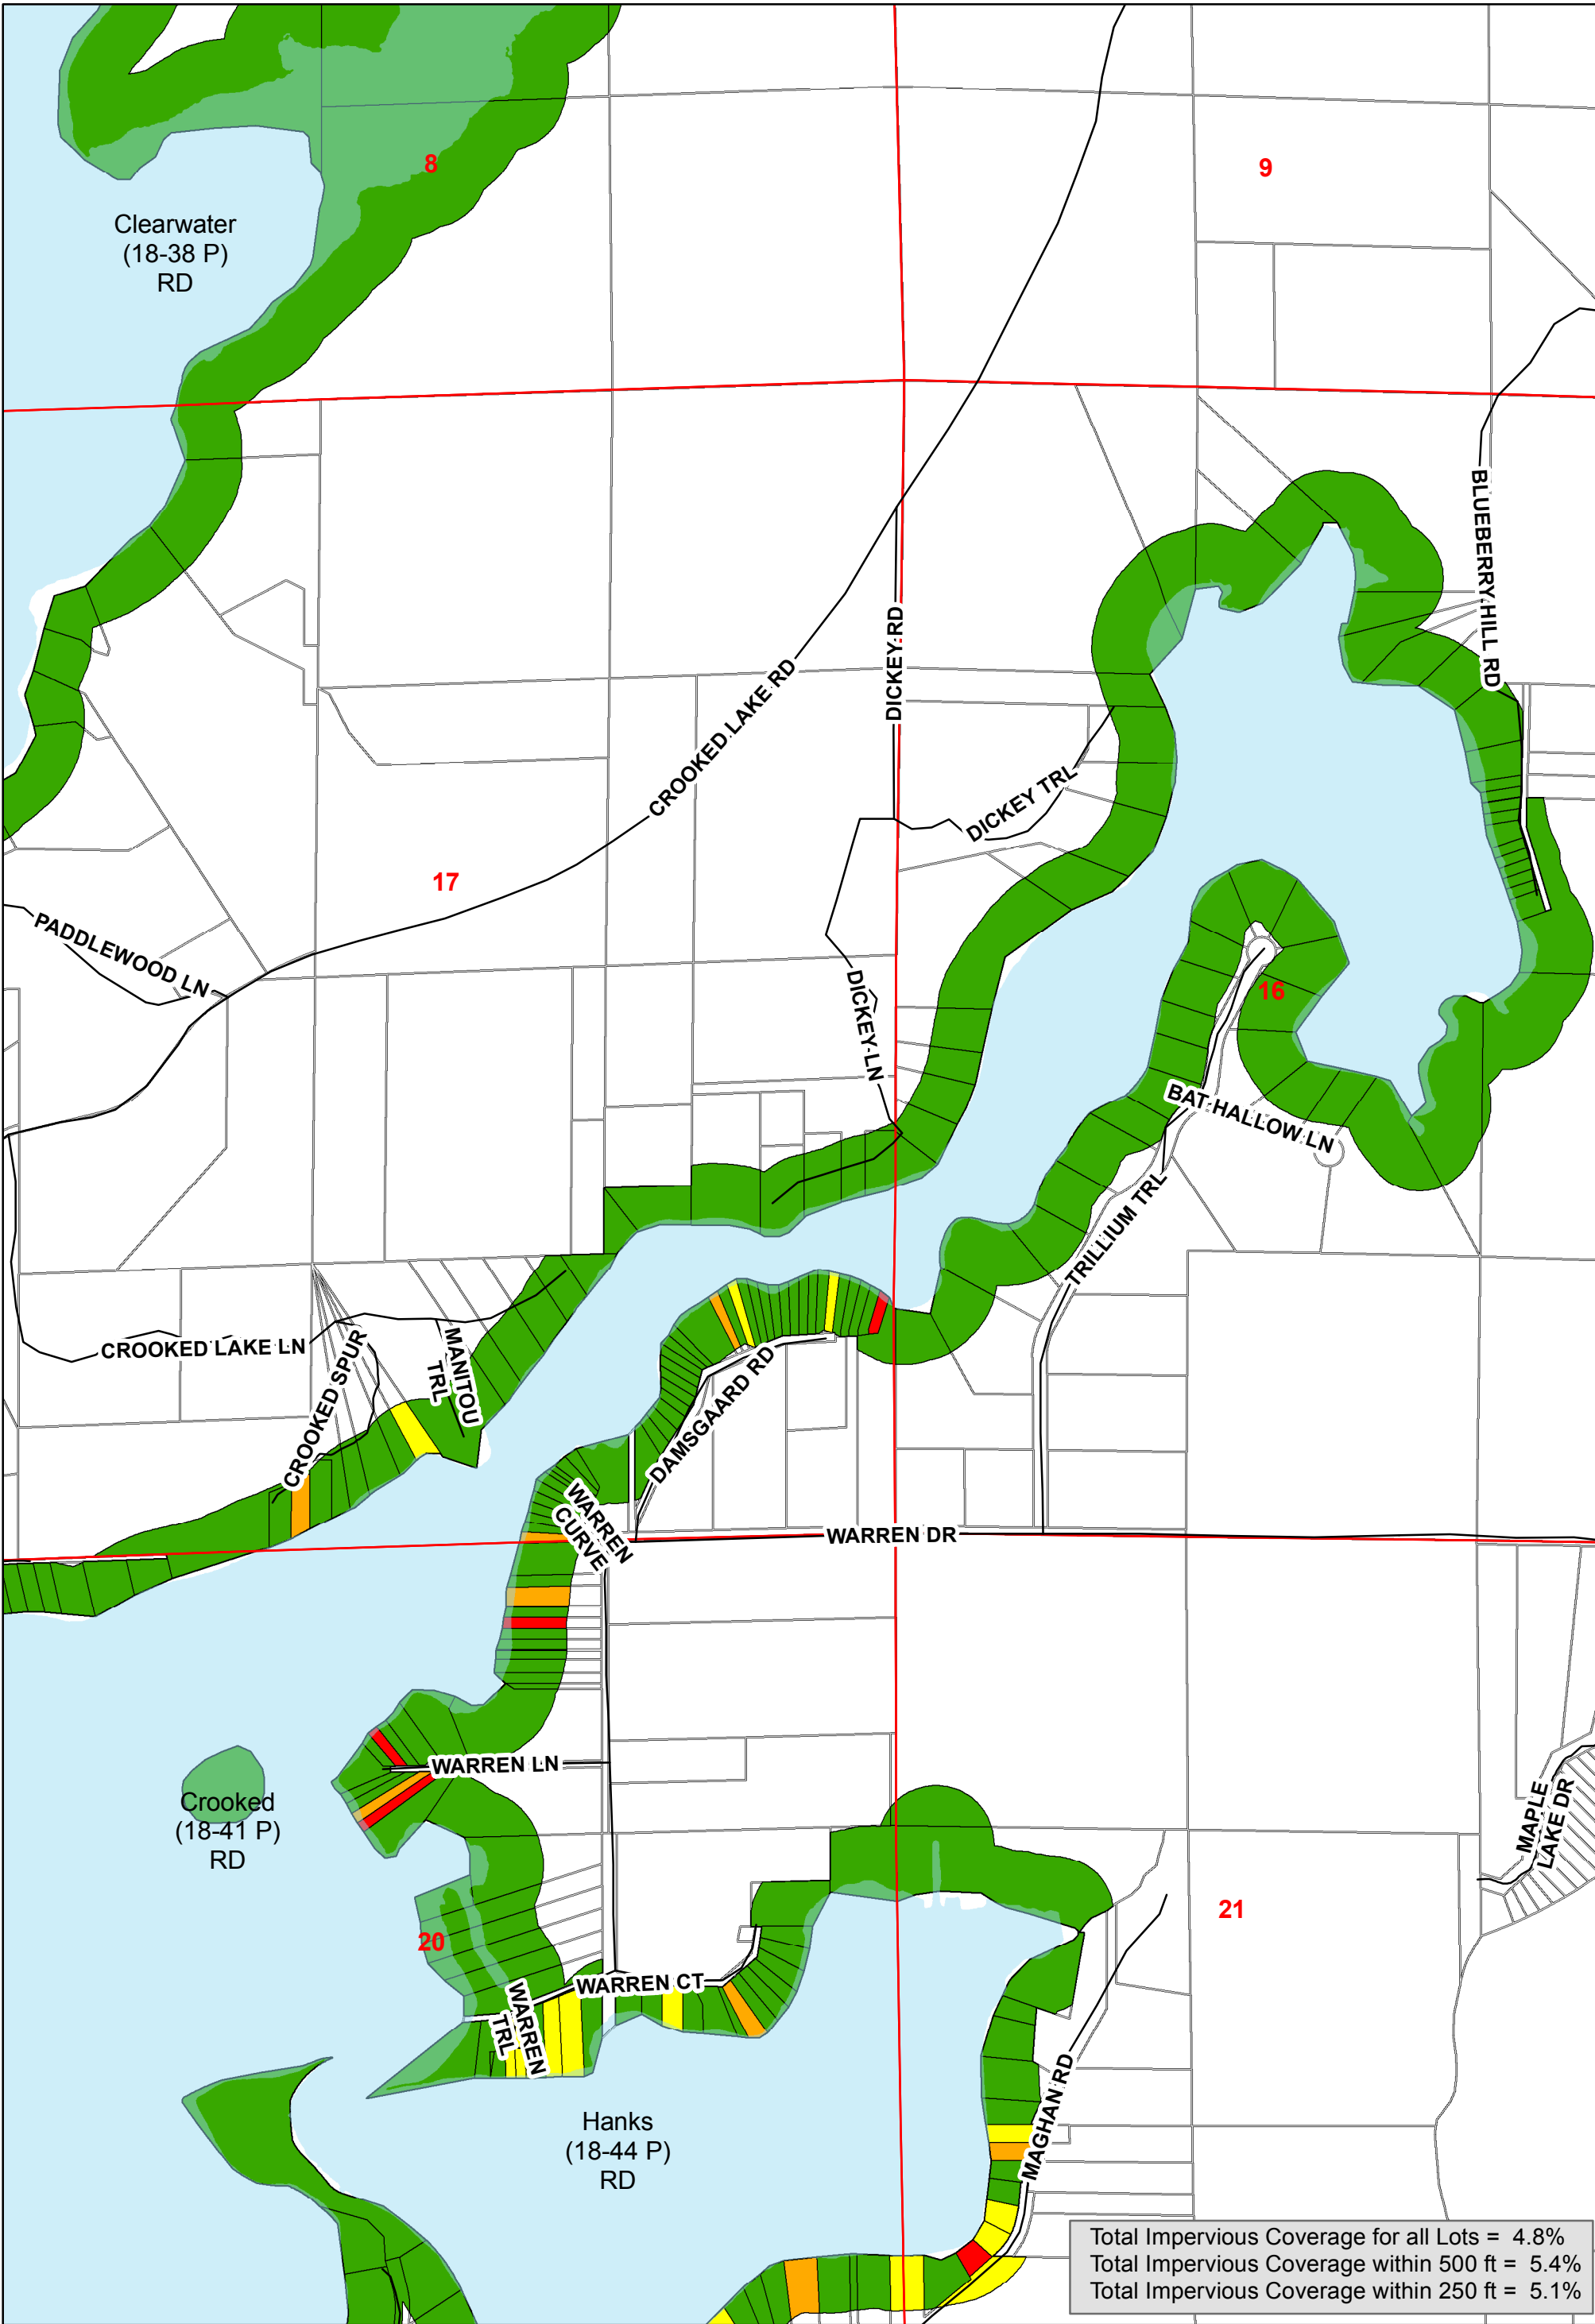 8
9
Clearwater
(18-38 P)
RD
BLUEBERRY HILL RD
DICKEY RD
CROOKED LAKE RD
DICKEY TRL
17
PADDLEWOOD LN
DICKEY LN
16
BAT HALLOW LN
TRILLIUM TRL
CROOKED LAKE LN
CROOKED SPUR
MANITOU
TRL
DAMSGAARD RD
WARREN
CURVE
WARREN DR
WARREN LN
Crooked
(18-41 P)
RD
MAPLE
LAKE DR
21
20
WARREN CT
WARREN
TRL
MAGHAN RD
Hanks
(18-44 P)
RD
Total Impervious Coverage for all Lots = 4.8%
Total Impervious Coverage within 500 ft = 5.4%
Total Impervious Coverage within 250 ft = 5.1%